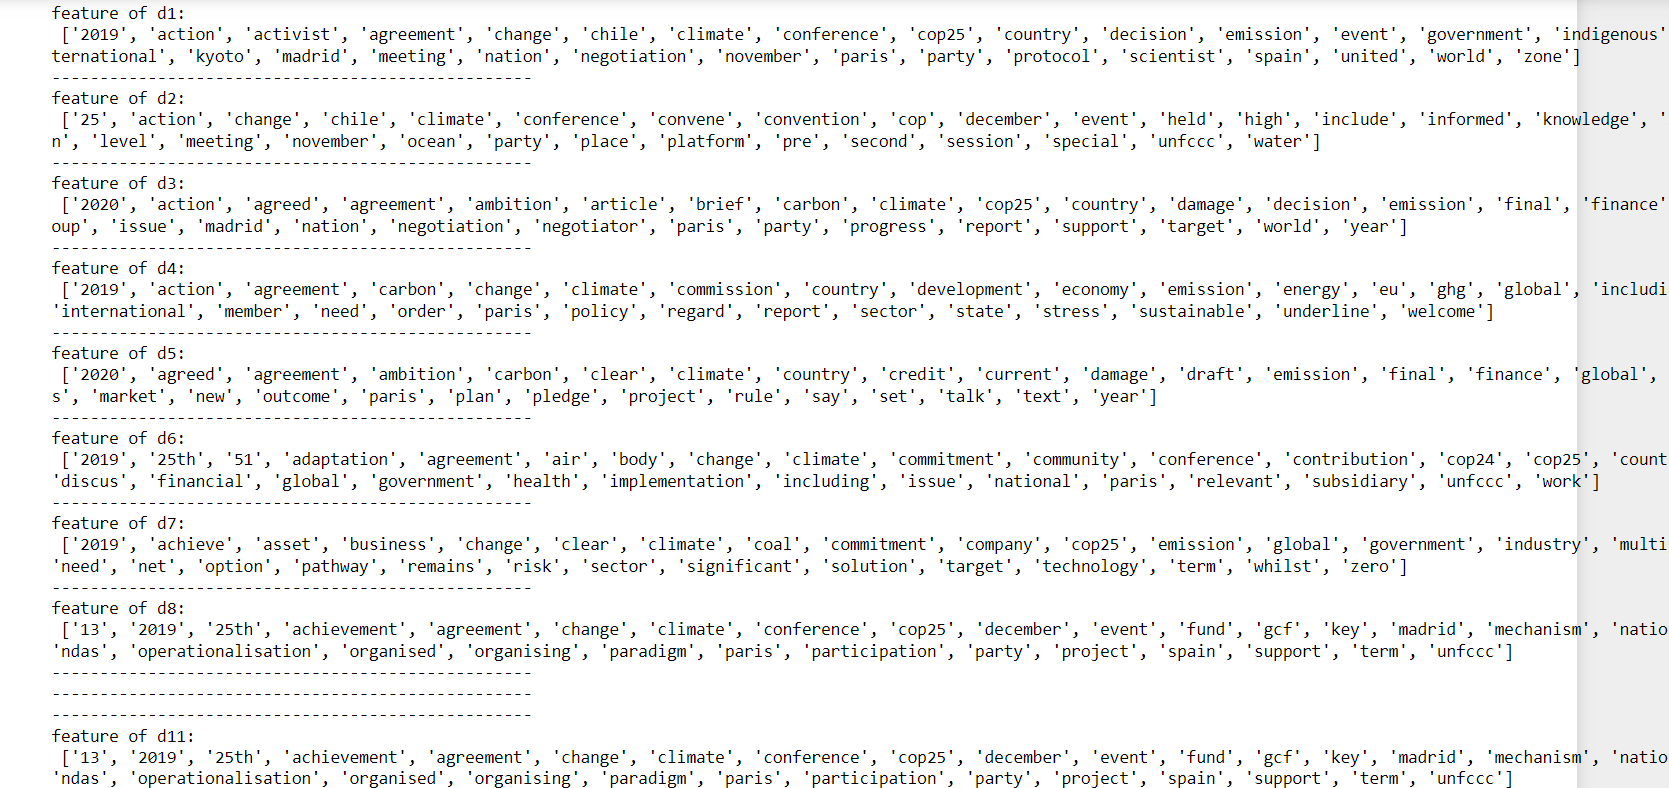 feature of d1:
['2019', 'action', 'activist', 'agreement', 'change', 'chile', 'climate', 'conference', 'cop25', 'country', 'decision', 'emission', 'event', 'government', 'indigenous'
ternational', 'kyoto', 'madrid', 'meeting', 'nation', 'negotiation', 'november', 'paris', 'party', 'protocol', 'scientist', 'spain', 'united', 'world', 'zone']
--------------------------------------------------
feature of d2:
['25', 'action', 'change', 'chile', 'climate', 'conference', 'convene', 'convention', 'cop', 'december', 'event', 'held', 'high', 'include', 'informed', 'knowledge', '
n', 'level', 'meeting', 'november', 'ocean', 'party', 'place', 'platform', 'pre', 'second', 'session', 'special', 'unfccc', 'water']
--------------------------------------------------
feature of d3:
['2020', 'action', 'agreed', 'agreement', 'ambition', 'article', 'brief', 'carbon', 'climate', 'cop25', 'country', 'damage', 'decision', 'emission', 'final', 'finance'
oup', 'issue', 'madrid', 'nation', 'negotiation', 'negotiator', 'paris', 'party', 'progress', 'report', 'support', 'target', 'world', 'year']
--------------------------------------------------
feature of d4:
['2019', 'action', 'agreement', 'carbon', 'change', 'climate', 'commission', 'country', 'development', 'economy', 'emission', 'energy', 'eu', 'ghg', 'global', 'includi
'international', 'member', 'need', 'order', 'paris', 'policy', 'regard', 'report', 'sector', 'state', 'stress', 'sustainable', 'underline', 'welcome']
--------------------------------------------------
feature of d5:
['2020', 'agreed', 'agreement', 'ambition', 'carbon', 'clear', 'climate', 'country', 'credit', 'current', 'damage', 'draft', 'emission', 'final', 'finance', 'global',
s', 'market', 'new', 'outcome', 'paris', 'plan', 'pledge', 'project', 'rule', 'say', 'set', 'talk', 'text', 'year']
--------------------------------------------------
feature of d6:
['2019', '25th', '51', 'adaptation', 'agreement', 'air', 'body', 'change', 'climate', 'commitment', 'community', 'conference', 'contribution', 'cop24', 'cop25', 'count
'discus', 'financial', 'global', 'government', 'health', 'implementation', 'including', 'issue', 'national', 'paris', 'relevant', 'subsidiary', 'unfccc', 'work']
--------------------------------------------------
feature of d7:
['2019', 'achieve', 'asset', 'business', 'change', 'clear', 'climate', 'coal', 'commitment', 'company', 'cop25', 'emission', 'global', 'government', 'industry', 'multi
'need', 'net', 'option', 'pathway', 'remains', 'risk', 'sector', 'significant', 'solution', 'target', 'technology', 'term', 'whilst', 'zero']
--------------------------------------------------
feature of d8:
['13', '2019', '25th', 'achievement', 'agreement', 'change', 'climate', 'conference', 'cop25', 'december', 'event', 'fund', 'gcf', 'key', 'madrid', 'mechanism', 'natio
'ndas', 'operationalisation', 'organised', 'organising', 'paradigm', 'paris', 'participation', 'party', 'project', 'spain', 'support', 'term', 'unfccc']
--------------------------------------------------
--------------------------------------------------
--------------------------------------------------
feature of d11:
['13', '2019', '25th', 'achievement', 'agreement', 'change', 'climate', 'conference', 'cop25', 'december', 'event', 'fund', 'gcf', 'key', 'madrid', 'mechanism', 'natio
'ndas', 'operationalisation', 'organised', 'organising', 'paradigm', 'paris', 'participation', 'party', 'project', 'spain', 'support', 'term', 'unfccc']